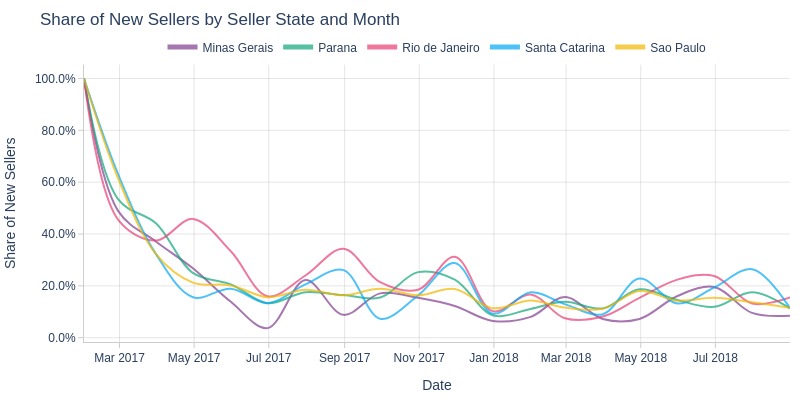 Share of New Sellers by Seller State and Month
Minas Gerais Parana Rio de Janeiro Santa Catarina Sao Paulo
100.0%
80.0%
60.0%
40.0%
20.0%
0.0%
Share of New Sellers
Mar 2017 May 2017 Jul 2017 Sep 2017 Nov 2017 Jan 2018 Mar 2018 May 2018 Jul 2018
Date